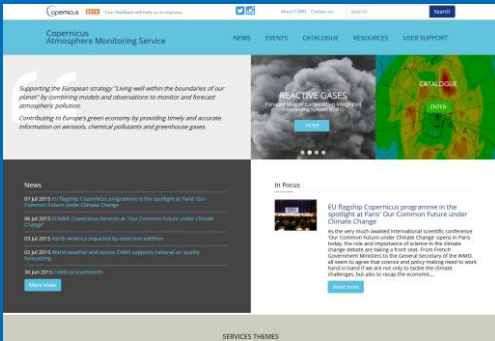 Copernicus BETA Your feedback will help us to improve.
About CAMS Contact us Search Search
Copernicus
Atmosphere Monitoring Service
NEWS EVENTS CATALOGUE RESOURCES USER SUPPORT
Supporting the European strategy "Living well within the boundaries of our
planet" by combining models and observations to monitor and forecast
atmospheric pollution.
Contributing to Europe's green economy by providing timely and accurate
information on aerosols, chemical pollutants and greenhouse gases.
REACTIVE GASES
Forecasting System (C-IFS)
ENTER
CATALOGUE
ENTER
News
07 Jul 2015 EU flagship Copernicus programme in the spotlight at Paris' Our
Common Future under Climate Change
06 Jul 2015 ECMWF Copernicus Services at "Our Common Future under Climate
Change"
03 Jul 2015 North America impacted by extensive wildfires
02 Jul 2015 Warm weather and ozone: CAMS supports national air quality
forecasting
30 Jun 2015 CAMS procurements
More News
In Focus
EU flagship Copernicus programme in the
spotlight at Paris' Our Common Future under
Climate Change
As the very much awaited international scientific conference
'Our Common Future under Climate Change' opens in Paris
today, the role and importance of science in the climate
change debate are taking a front seat. From French
Government Ministers to the General Secretary of the WMO,
all seem to agree that science and policy making need to work
hand in hand if we are not only to tackle the climate
challenges, but also to recap the economic...
Read more
SERVICES THEMES